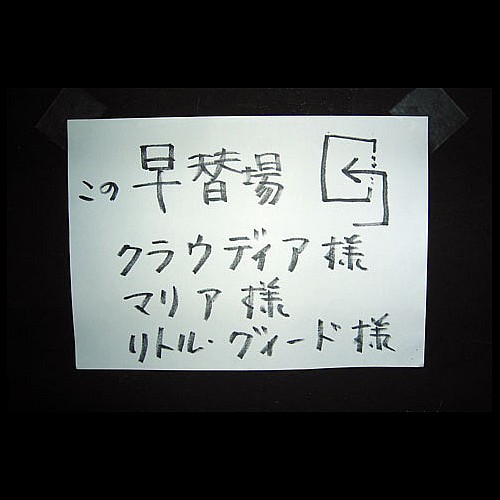 この 早替場
クラウディア様
マリア様
リトル・グィード様